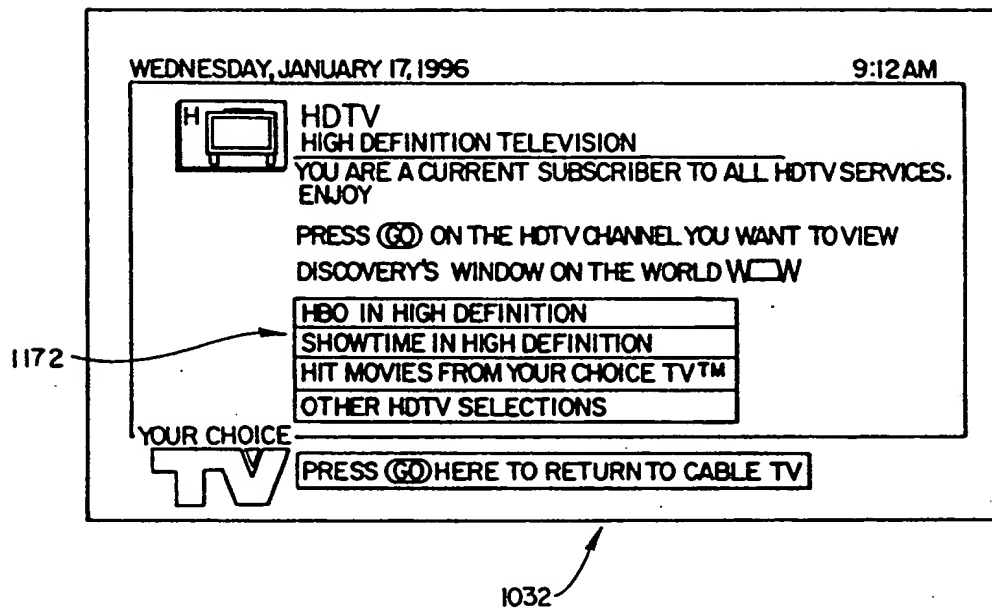 WEDNESDAY, JANUARY 17, 1996 9:12 AM
H
HDTV
HIGH DEFINITION TELEVISION
YOU ARE A CURRENT SUBSCRIBER TO ALL HDTV SERVICES.
ENJOY
PRESS GO ON THE HDTV CHANNEL YOU WANT TO VIEW
DISCOVERY'S WINDOW ON THE WORLD WOW
HBO IN HIGH DEFINITION
SHOWTIME IN HIGH DEFINITION
HIT MOVIES FROM YOUR CHOICE TV™
OTHER HDTV SELECTIONS
1172
YOUR CHOICE
TV
PRESS GO HERE TO RETURN TO CABLE TV
1032